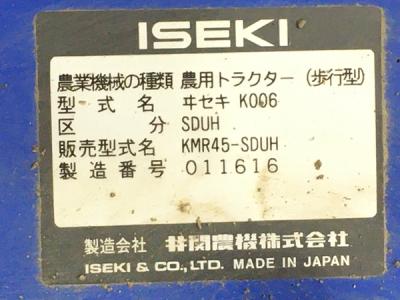 ISEKI
農業機械の種類 農用トラクター (歩行型)
型式名 ヰセキ K006
区分 SDUH
販売型式名 KMR45-SDUH
製造番号 011616
製造会社 井関農機株式会社
ISEKI & CO., LTD. MADE IN JAPAN